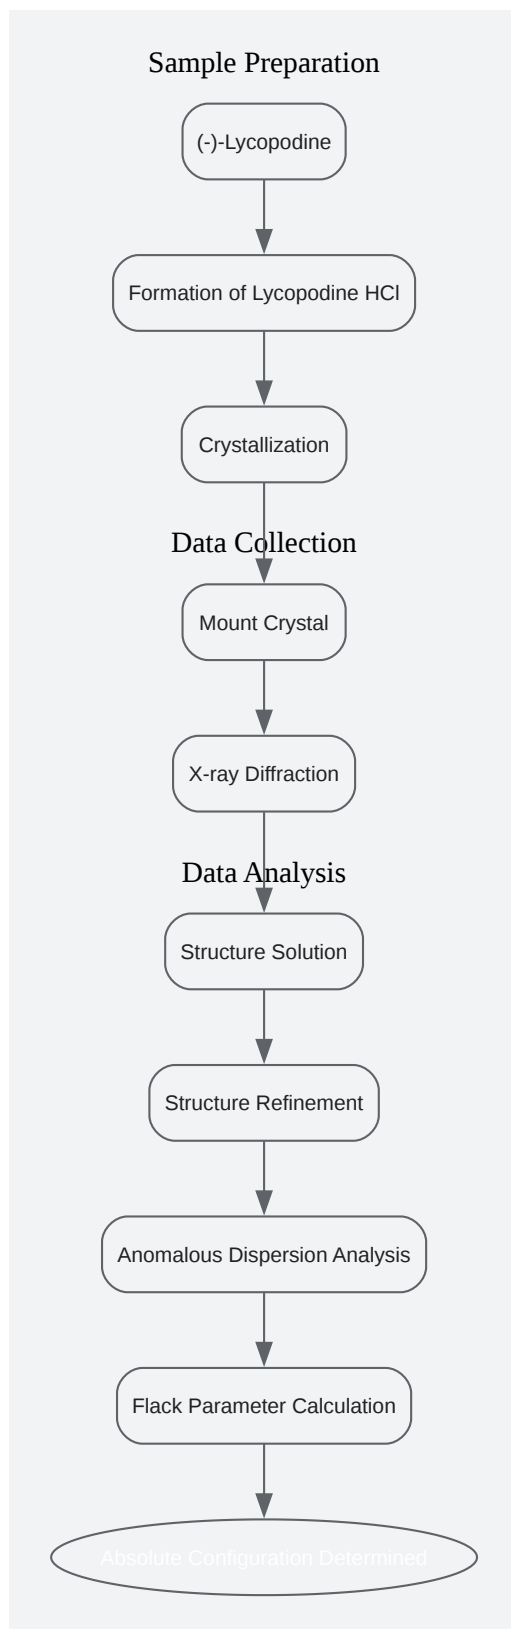 Sample Preparation
(-)-Lycopodine
Formation of Lycopodine HCl
Crystallization
Data Collection
Mount Crystal
X-ray Diffraction
Data Analysis
Structure Solution
Structure Refinement
Anomalous Dispersion Analysis
Flack Parameter Calculation
Absolute Configuration Determined